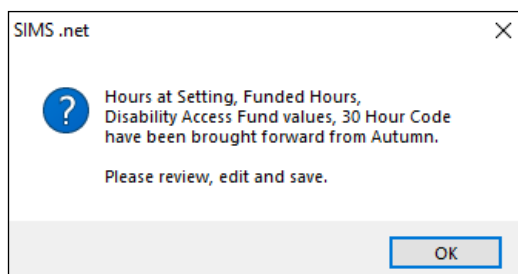 SIMS .net
Hours at Setting, Funded Hours,
Disability Access Fund values, 30 Hour Code
have been brought forward from Autumn.
Please review, edit and save.
OK